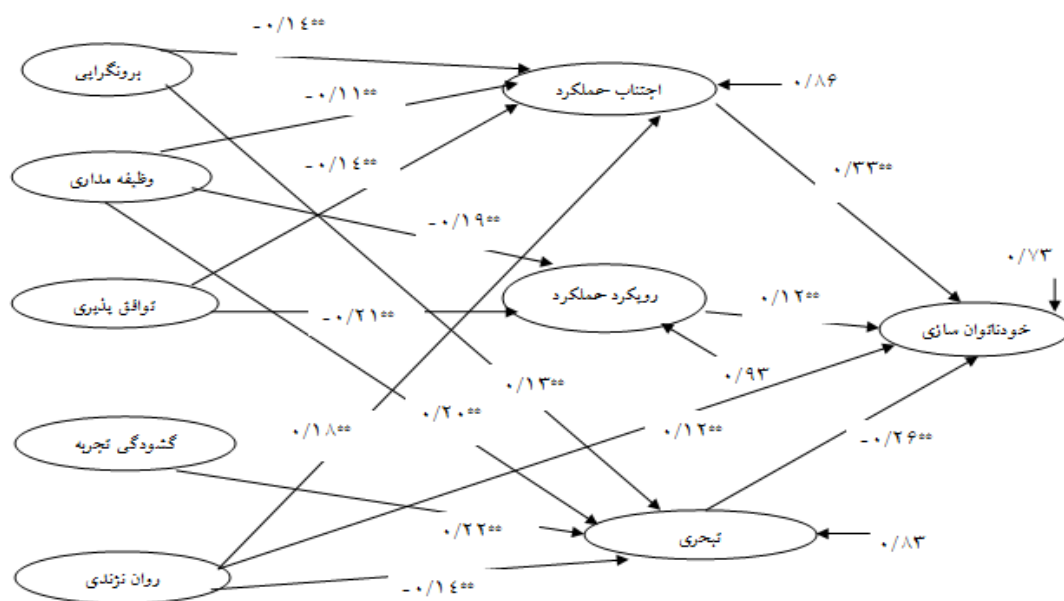 -۰/۱۴**
برونگرایی
اجتناب عملکرد
۰/۸۶
-۰/۱۱**
-۰/۱۴**
وظیفه مداری
۰/۳۳**
-۰/۱۹**
۰/۷۳
توافق پذیری
-۰/۲۱**
رویکرد عملکرد
۰/۱۲**
خودناتوان سازی
۰/۹۳
۰/۱۳**
۰/۲۰**
گشودگی تجربه
۰/۱۸**
۰/۱۲**
-۰/۲۶**
۰/۲۲**
تبحری
۰/۸۳
روان نژندی
-۰/۱۴**